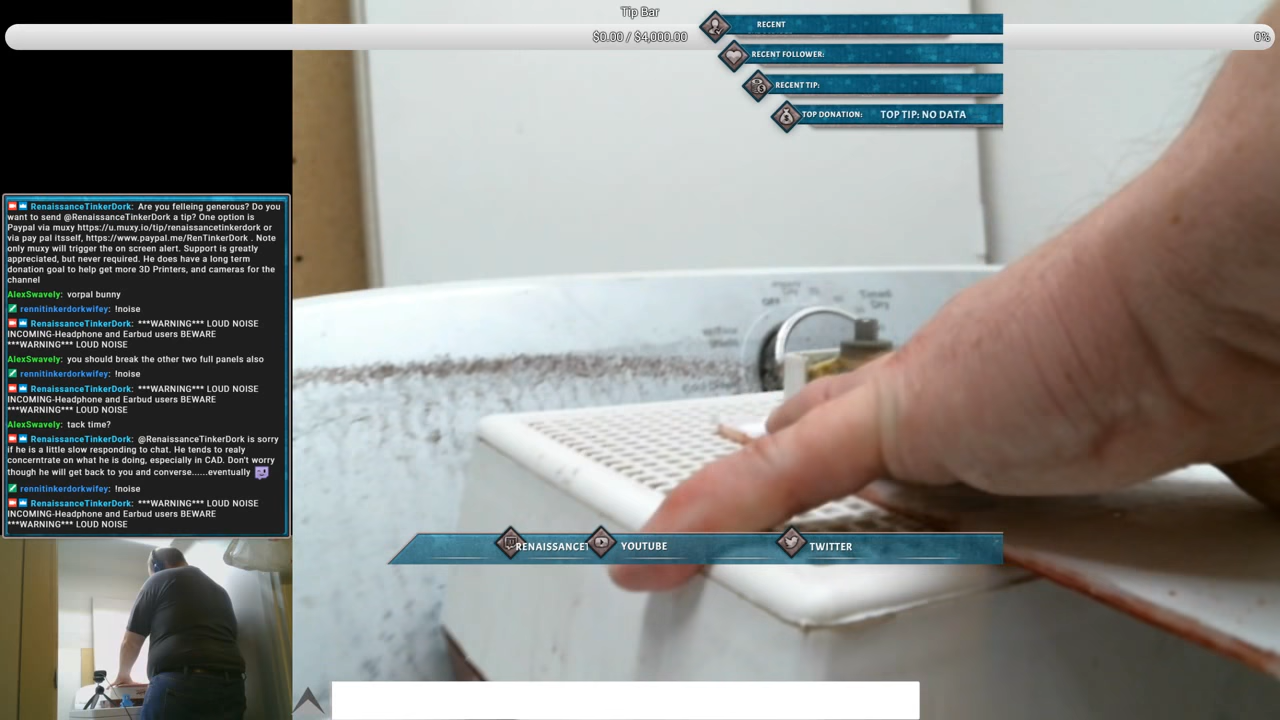 Tip Bar
$0.00 / $4,000.00
0%
RECENT
RECENT FOLLOWER:
RECENT TIP:
TOP DONATION: TOP TIP: NO DATA
RenaissanceTinkerDork: Are you felleing generous? Do you
want to send @RenaissanceTinkerDork a tip? One option is
Paypal via muxy https://u.muxy.io/tip/renaissancetinkerdork or
via pay pal itsself, https://www.paypal.me/RenTinkerDork . Note
only muxy will trigger the on screen alert. Support is greatly
appreciated, but never required. He does have a long term
donation goal to help get more 3D Printers, and cameras for the
channel
AlexSwavely: vorpal bunny
rennitinkerdorkwifey: !noise
RenaissanceTinkerDork: ***WARNING*** LOUD NOISE
INCOMING-Headphone and Earbud users BEWARE
***WARNING*** LOUD NOISE
AlexSwavely: you should break the other two full panels also
rennitinkerdorkwifey: !noise
RenaissanceTinkerDork: ***WARNING*** LOUD NOISE
INCOMING-Headphone and Earbud users BEWARE
***WARNING*** LOUD NOISE
AlexSwavely: tack time?
RenaissanceTinkerDork: @RenaissanceTinkerDork is sorry
if he is a little slow responding to chat. He tends to realy
concerntrate on what he is doing, especially in CAD. Don't worry
though he will get back to you and converse......eventually
rennitinkerdorkwifey: !noise
RenaissanceTinkerDork: ***WARNING*** LOUD NOISE
INCOMING-Headphone and Earbud users BEWARE
***WARNING*** LOUD NOISE
OFF
Timed
Dry
RENAISSANCET
YOUTUBE
TWITTER